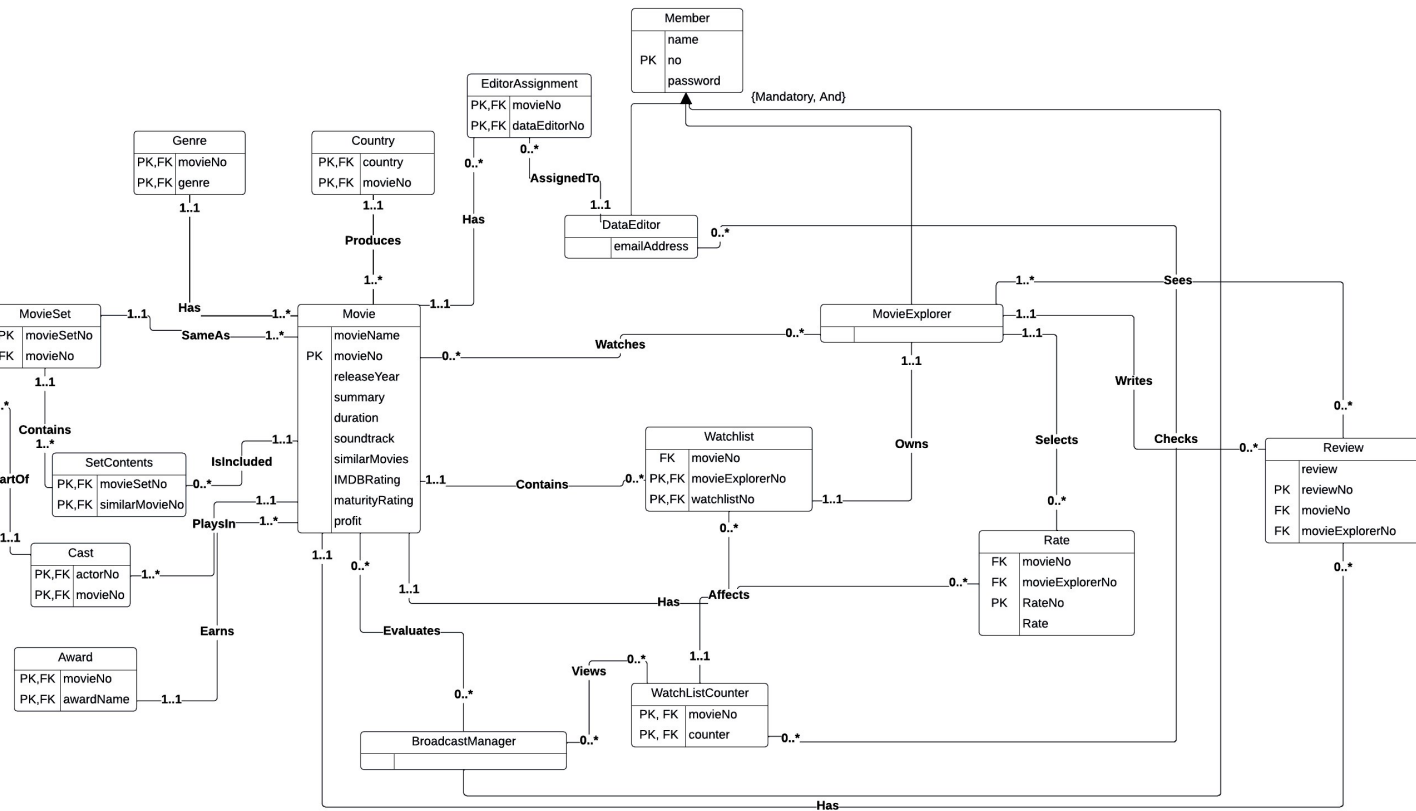 Member
name
PK no
password
{Mandatory, And}
EditorAssignment
PK,FK movieNo
PK,FK dataEditorNo
0..*
0..*
AssignedTo
1..1
Has
Genre
PK,FK movieNo
PK,FK genre
1..1
Country
PK,FK country
PK,FK movieNo
1..1
Produces
1..*
DataEditor
emailAddress
0..*
1..*
Sees
Has
1..*
1..1
MovieSet
PK movieSetNo
FK movieNo
1..1
SameAs
1..*
1..1
Contains
1..*
Movie
movieName
PK movieNo
releaseYear
summary
duration
soundtrack
similarMovies
IMDBRating
maturityRating
profit
0..*
Watches
0..*
MovieExplorer
1..1
1..1
1..1
Writes
0..*
0..*
Owns
Selects
Checks
0..*
.*
artOf
1..1
SetContents
PK,FK movieSetNo
PK,FK similarMovieNo
0..*
IsIncluded
1..1
1..1
PlaysIn
1..*
1..1
Contains
0..*
Watchlist
FK movieNo
PK,FK movieExplorerNo
PK,FK watchlistNo
1..1
0..*
Review
review
PK reviewNo
FK movieNo
FK movieExplorerNo
0..*
Cast
PK,FK actorNo
PK,FK movieNo
1..*
1..1
0..*
1..1
Has
Affects
0..*
Rate
FK movieNo
FK movieExplorerNo
PK RateNo
Rate
Earns
Evaluates
Award
PK,FK movieNo
PK,FK awardName
1..1
0..*
Views
0..*
1..1
WatchListCounter
PK, FK movieNo
PK, FK counter
0..*
BroadcastManager
0..*
Has